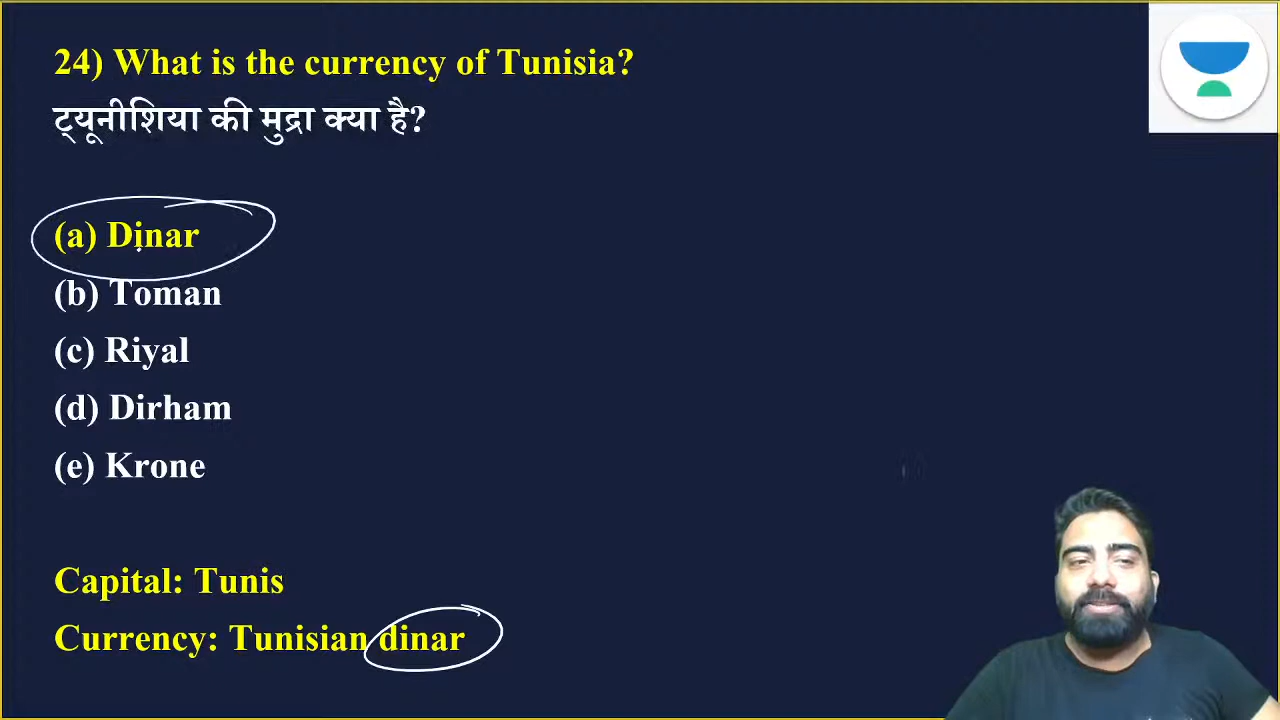 24) What is the currency of Tunisia?
ट्यूनीशिया की मुद्रा क्या है?
(a) Dinar
(b) Toman
(c) Riyal
(d) Dirham
(e) Krone
Capital: Tunis
Currency: Tunisian dinar